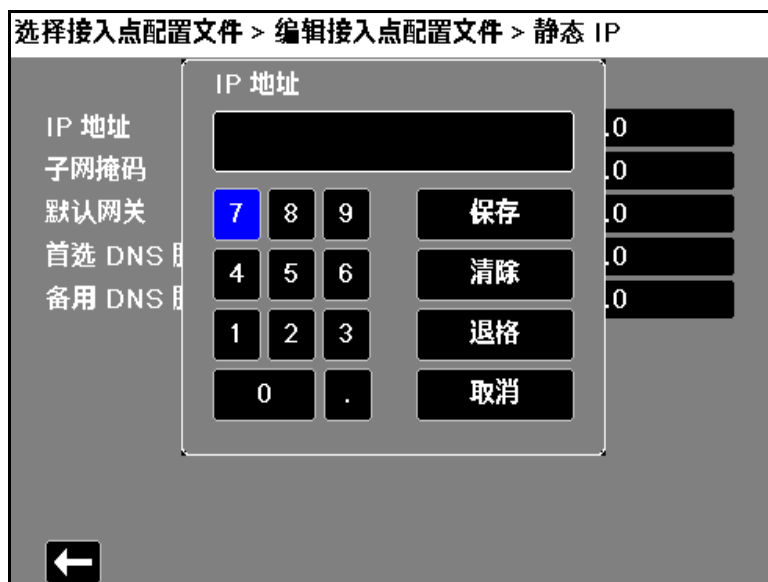 选择接入点配置文件 > 编辑接入点配置文件 > 静态 IP
IP 地址
IP 地址 .0
子网掩码 .0
默认网关 .0
首选 DNS .0
备用 DNS .0
7 8 9 保存
4 5 6 清除
1 2 3 退格
0 . 取消